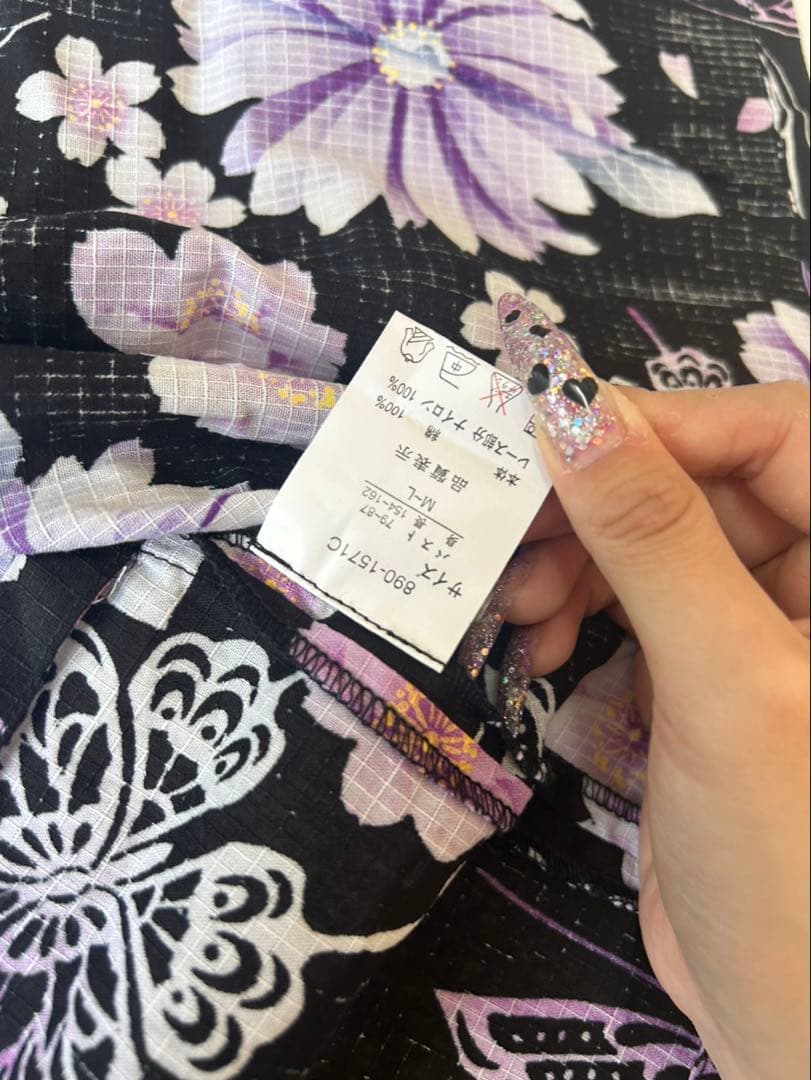 890-1571C
サイズ
バスト 79~87
身長 154~162
M~L
品質表示
本体 綿 100%
レース部分 ナイロン 100%
中